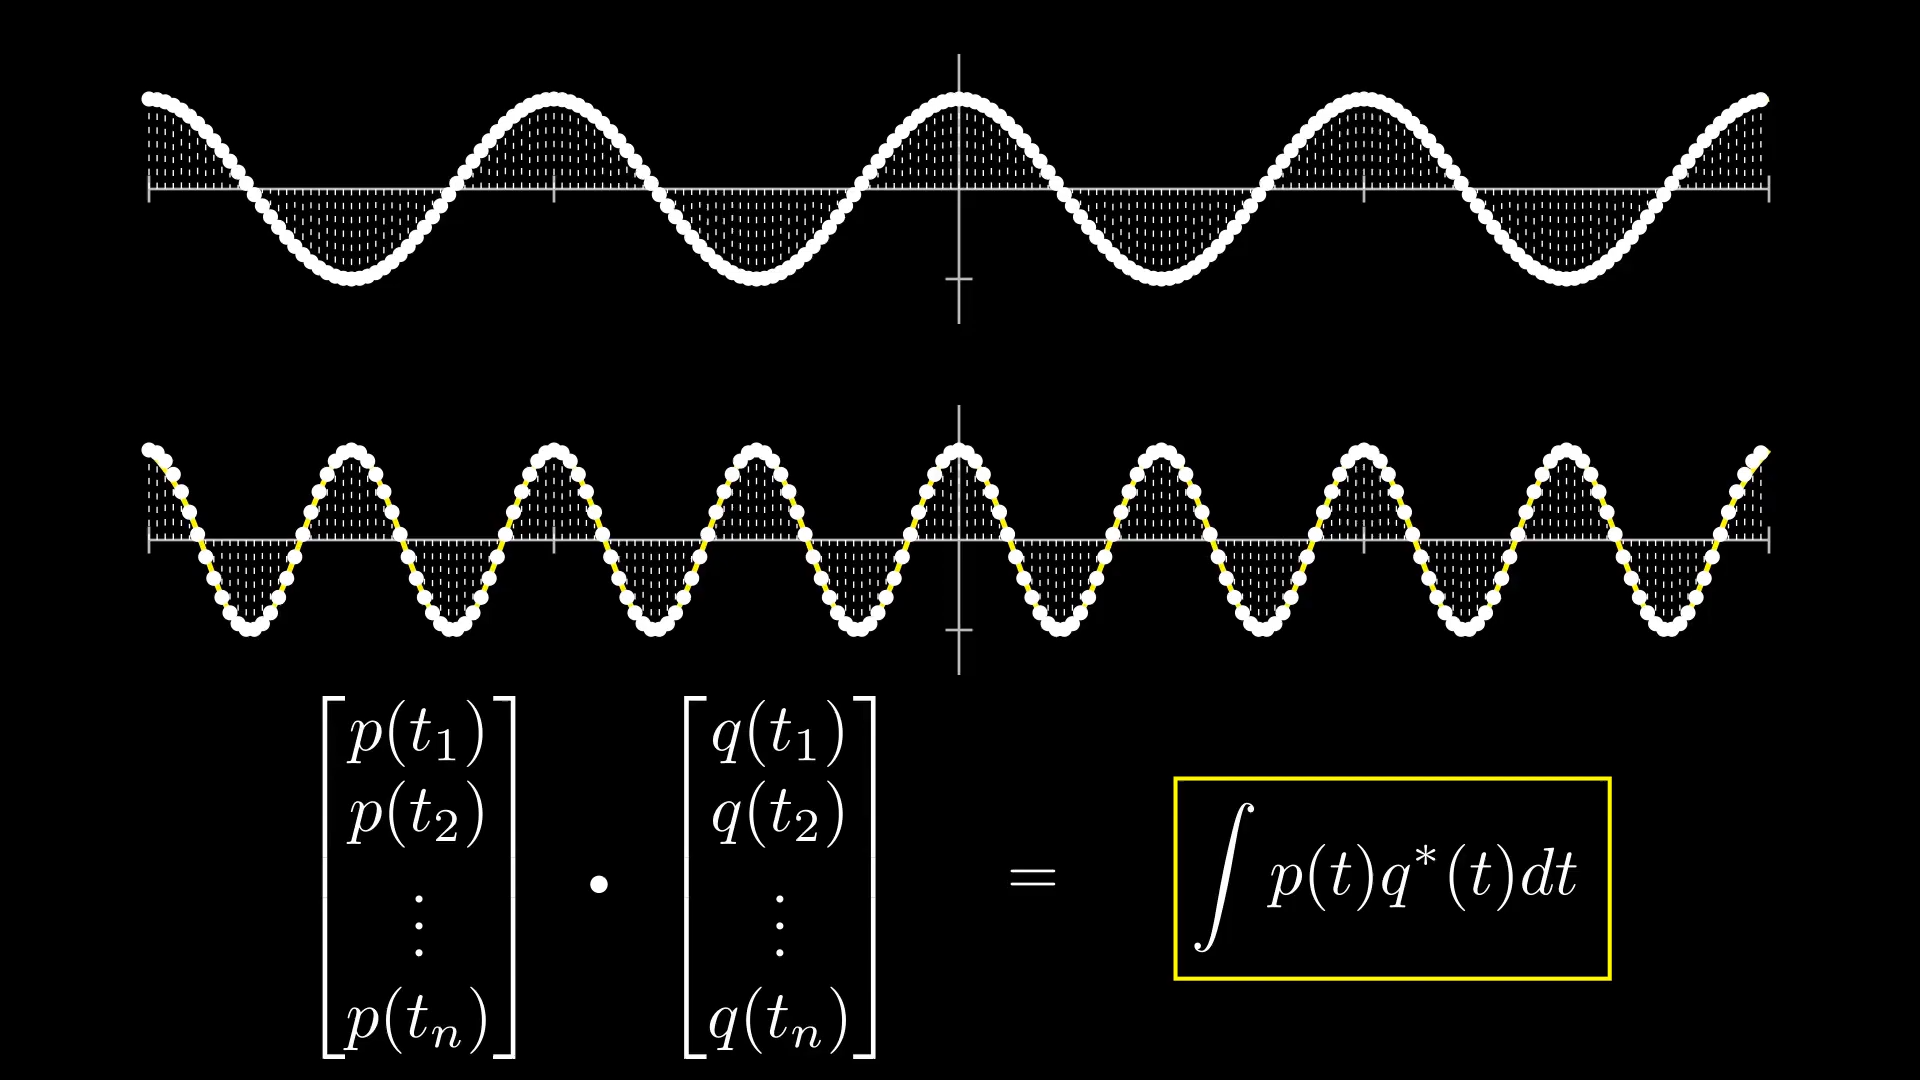 [p(t₁) p(t₂) ⋮ p(tₙ)] • [q(t₁) q(t₂) ⋮ q(tₙ)] = ∫ p(t)q*(t)dt